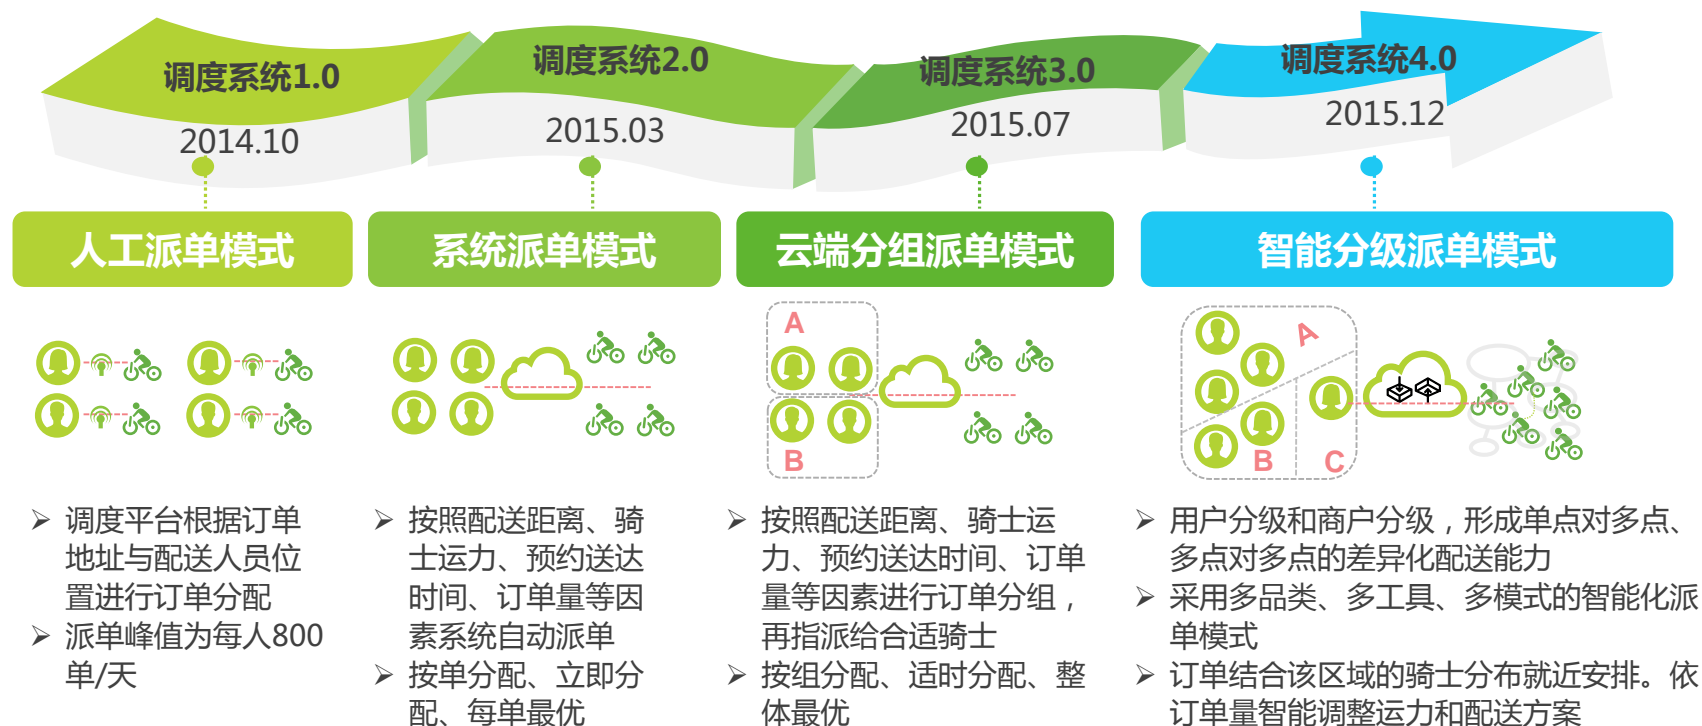 调度系统1.0
2014.10
调度系统2.0
2015.03
调度系统3.0
2015.07
调度系统4.0
2015.12
人工派单模式
系统派单模式
云端分组派单模式
智能分级派单模式
A
B
A
B
C
➢ 调度平台根据订单
地址与配送人员位
置进行订单分配
➢ 派单峰值为每人800
单/天
➢ 按照配送距离、骑
士运力、预约送达
时间、订单量等因
素系统自动派单
➢ 按单分配、立即分
配、每单最优
➢ 按照配送距离、骑士运
力、预约送达时间、订单
量等因素进行订单分组，
再指派给合适骑士
➢ 按组分配、适时分配、整
体最优
➢ 用户分级和商户分级，形成单点对多点、
多点对多点的差异化配送能力
➢ 采用多品类、多工具、多模式的智能化派
单模式
➢ 订单结合该区域的骑士分布就近安排。依
订单量智能调整运力和配送方案